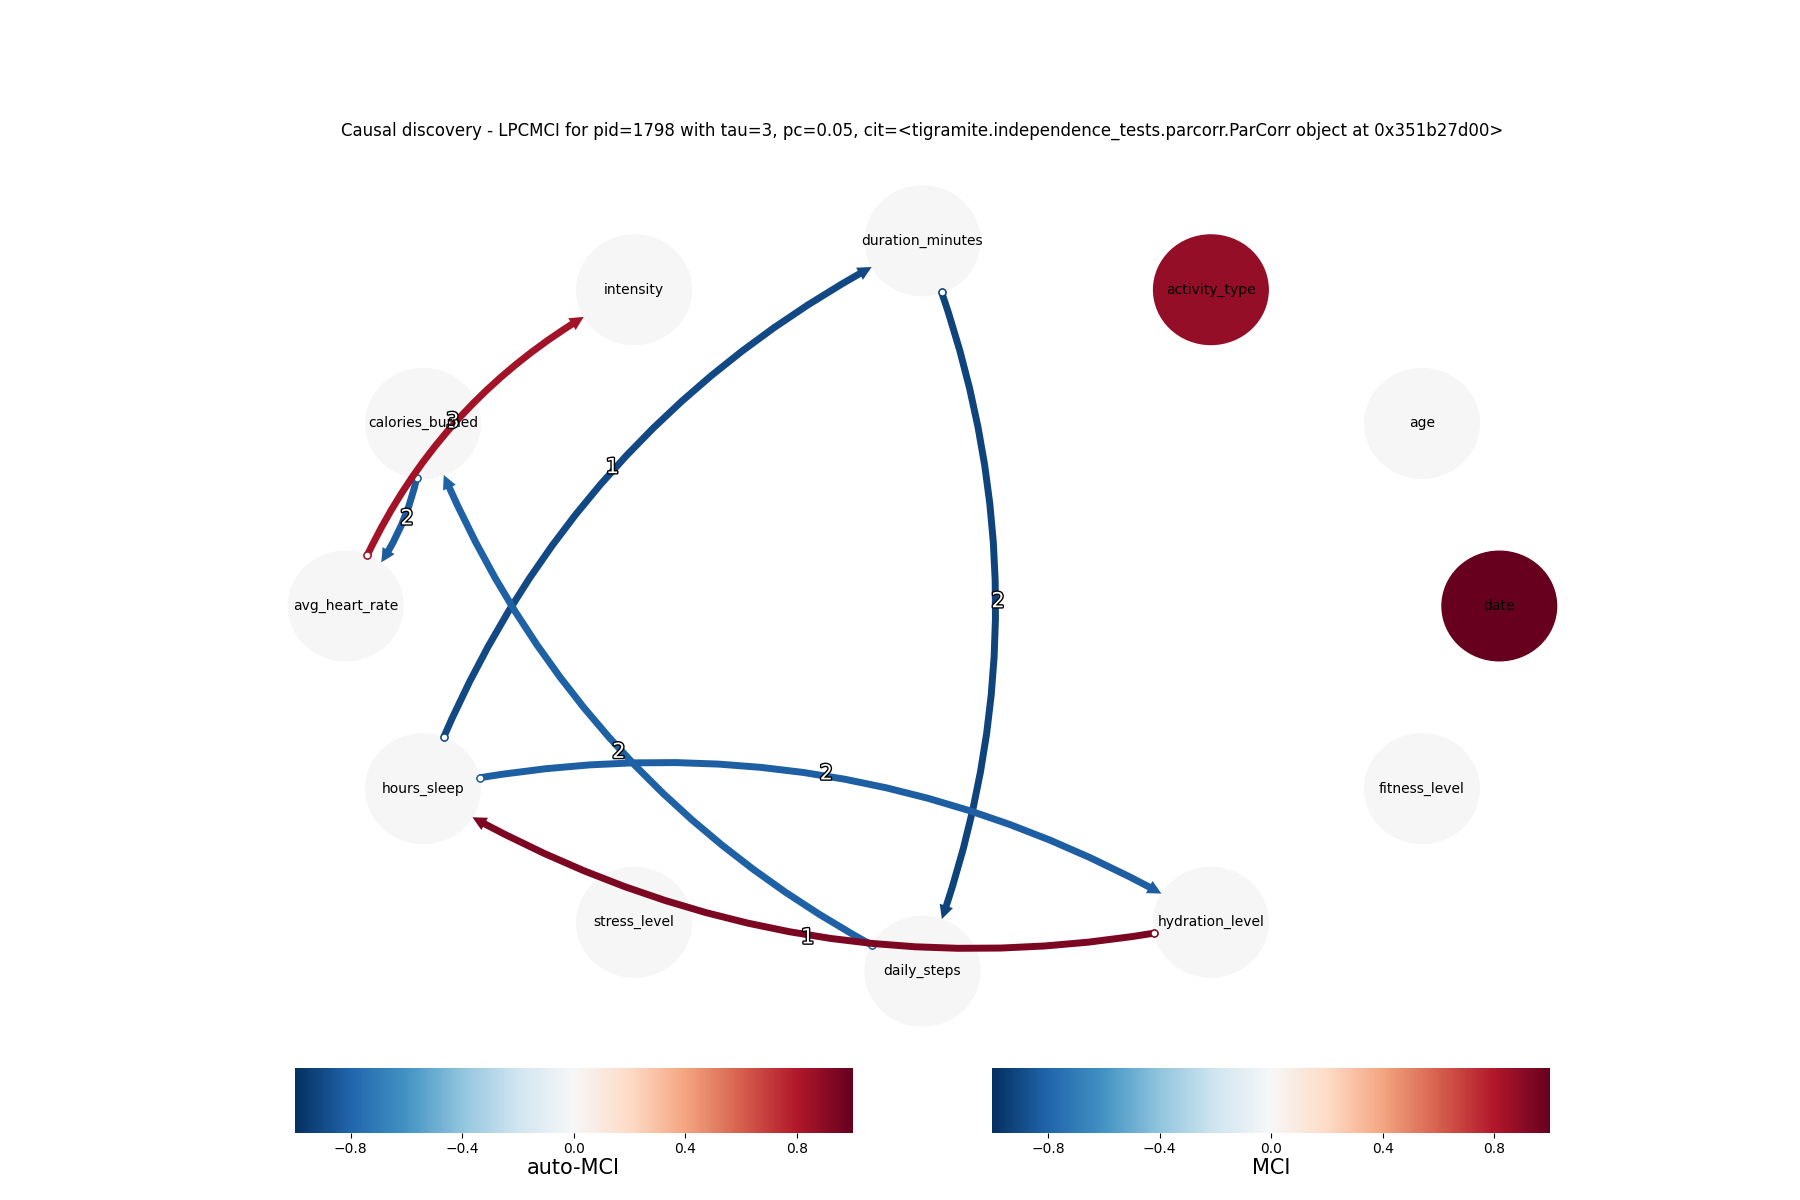 Causal discovery - LPCMCI for pid=1798 with tau=3, pc=0.05, cit=<tigramite.independence_tests.parcorr.ParCorr object at 0x351b27d00>
duration_minutes
intensity
activity_type
calories_burned
3
age
1
2
2
avg_heart_rate
date
2
2
2
hours_sleep
fitness_level
stress_level
hydration_level
1
daily_steps
−0.8 −0.4 0.0 0.4 0.8
auto-MCI
−0.8 −0.4 0.0 0.4 0.8
MCI